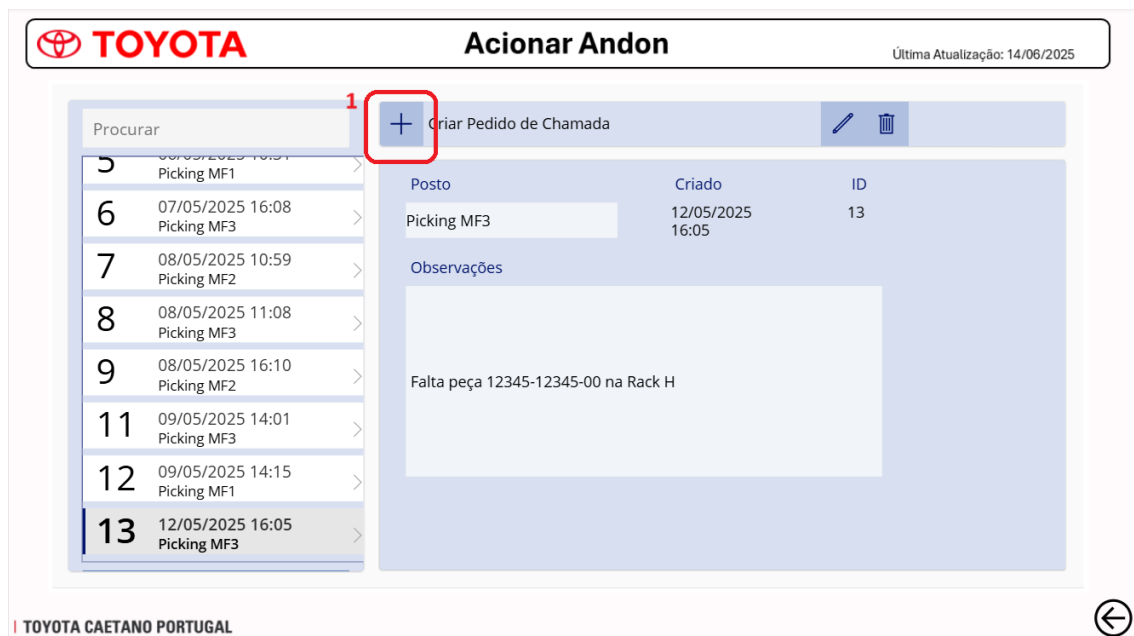 TOYOTA
Acionar Andon
Última Atualização: 14/06/2025
1
Procurar
Criar Pedido de Chamada
5
Picking MF1
6
07/05/2025 16:08
Picking MF3
7
08/05/2025 10:59
Picking MF2
8
08/05/2025 11:08
Picking MF3
9
08/05/2025 16:10
Picking MF2
11
09/05/2025 14:01
Picking MF3
12
09/05/2025 14:15
Picking MF1
13
12/05/2025 16:05
Picking MF3
Posto
Criado
ID
Picking MF3
12/05/2025
16:05
13
Observações
Falta peça 12345-12345-00 na Rack H
TOYOTA CAETANO PORTUGAL